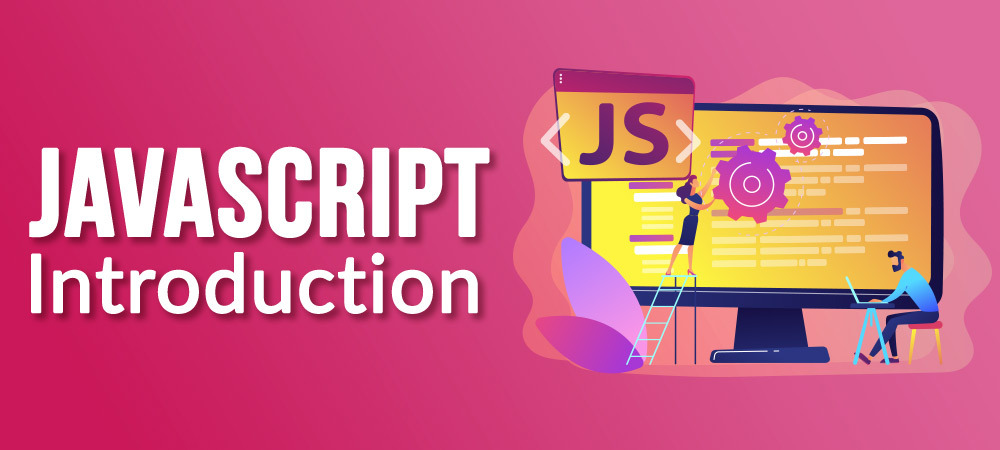 JAVASCRIPT
Introduction
< JS >